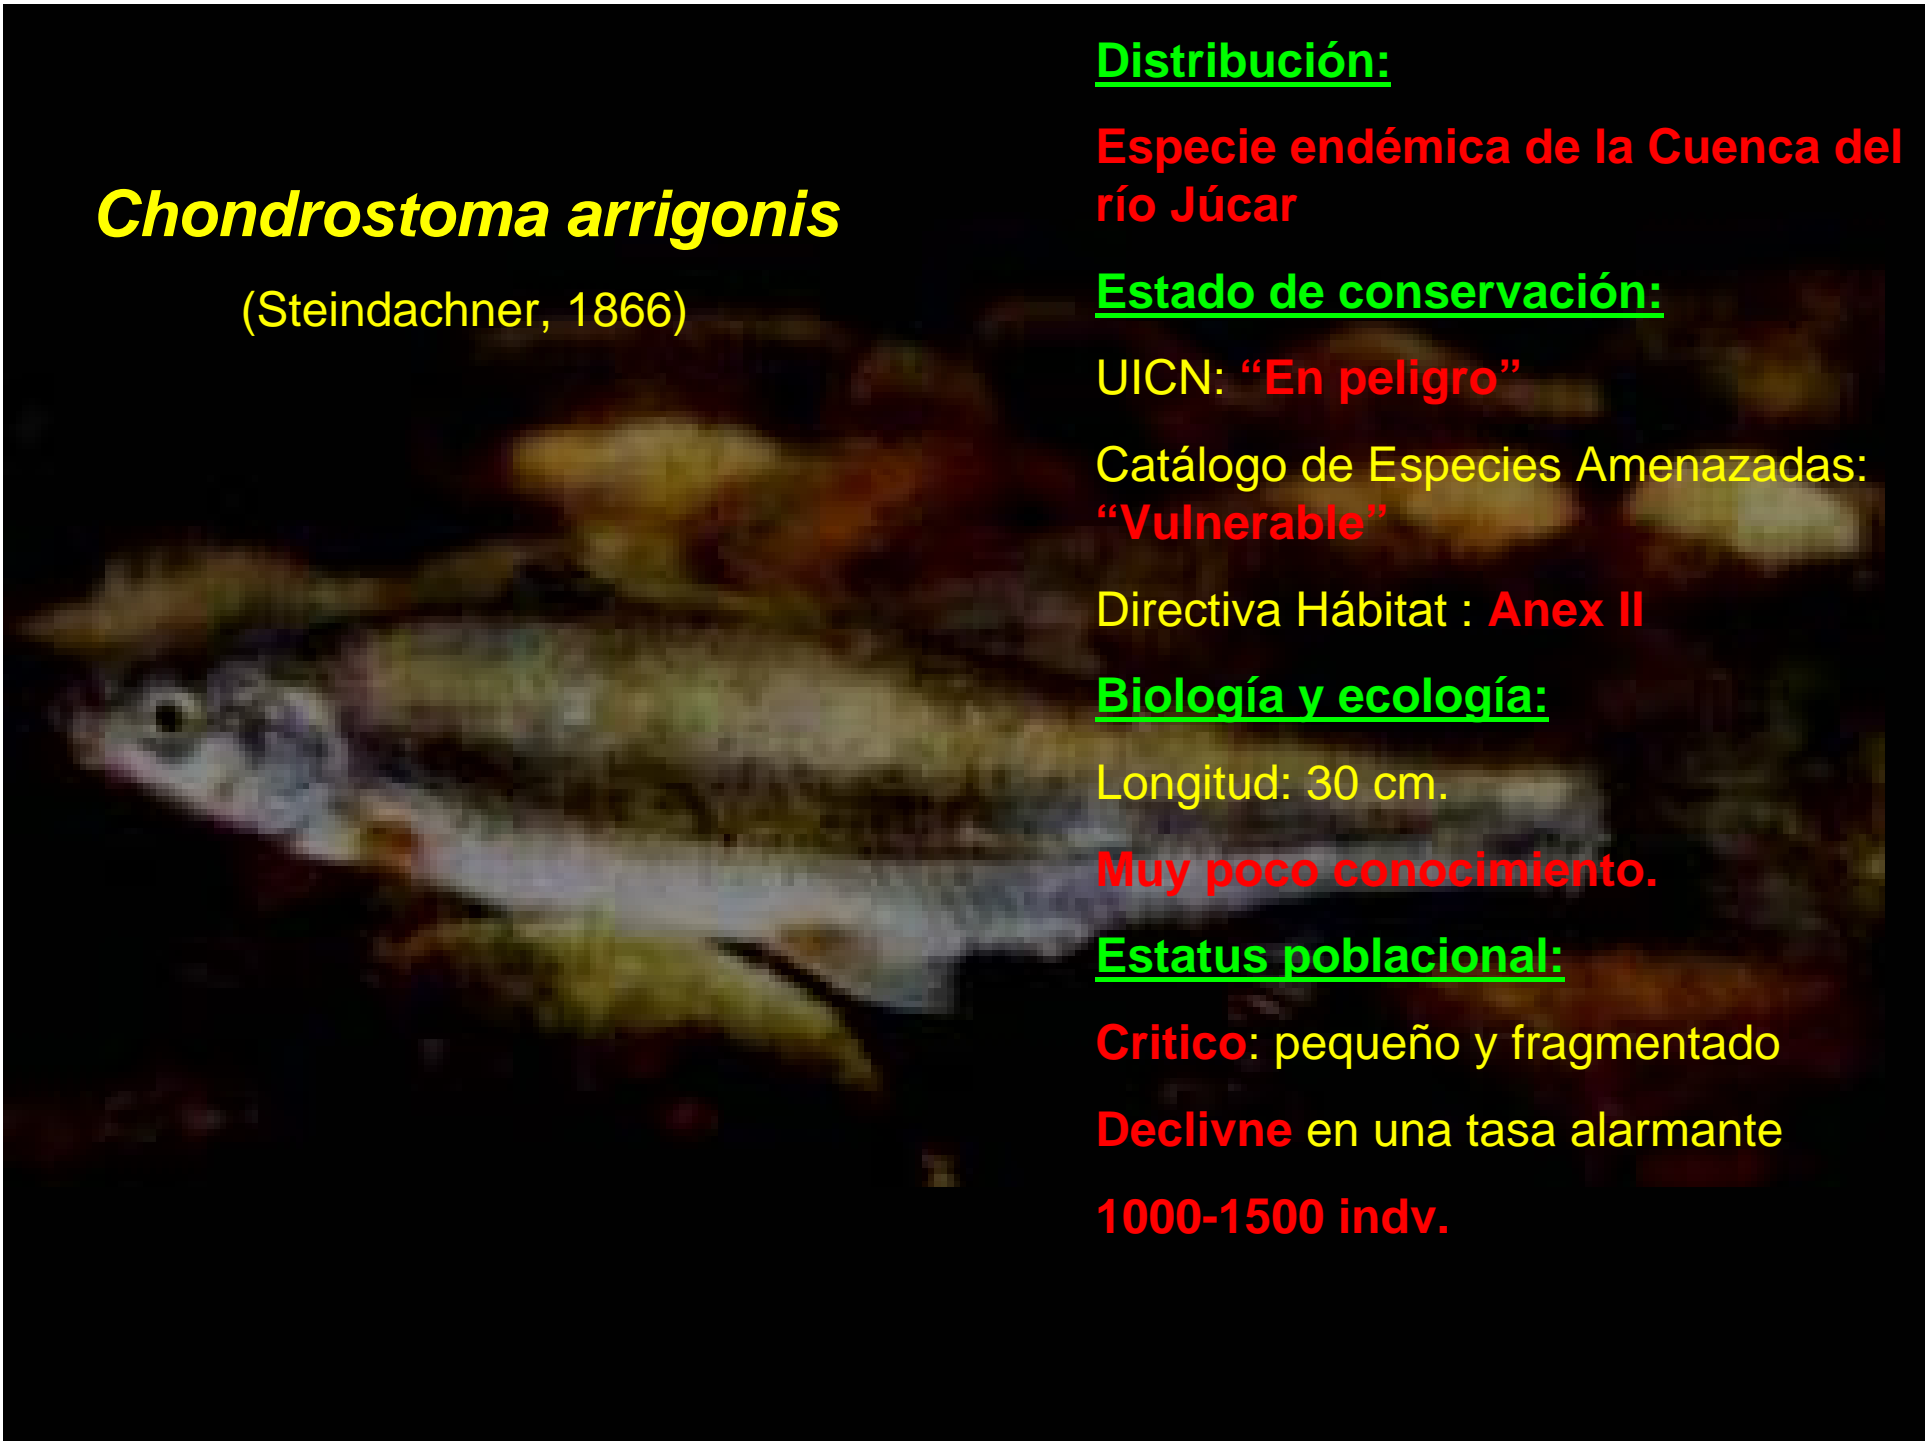 Chondrostoma arrigonis
(Steindachner, 1866)
Distribución:
Especie endémica de la Cuenca del
río Júcar
Estado de conservación:
UICN: “En peligro”
Catálogo de Especies Amenazadas:
“Vulnerable”
Directiva Hábitat : Anex II
Biología y ecología:
Longitud: 30 cm.
Muy poco conocimiento.
Estatus poblacional:
Critico: pequeño y fragmentado
Declivne en una tasa alarmante
1000-1500 indv.